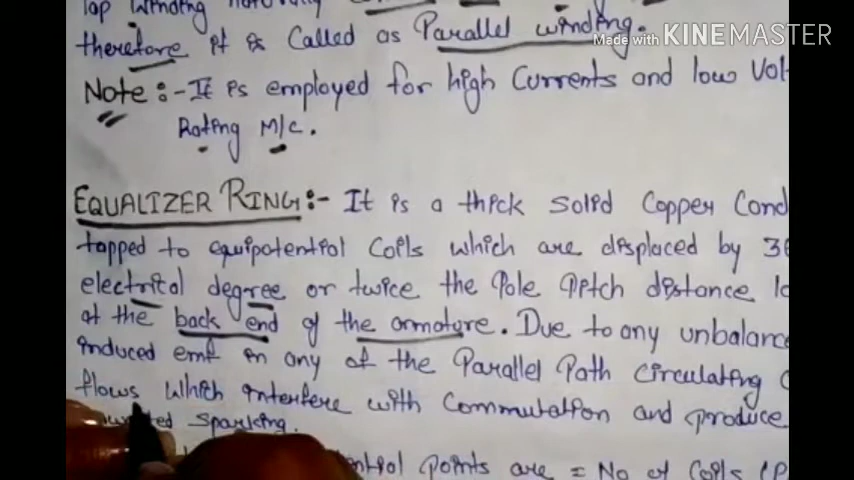 lap winding
therefore it is Called as Parallel winding.
Made with KINEMASTER
Note:- It is employed for high Currents and low Vol
Rating M/c.
EQUALIZER RING:- It is a thick Solid Copper Cond
tapped to equipotential Coils which are displaced by 3
electrical degree or twice the Pole Pitch distance lo
at the back end of the armature. Due to any unbalance
induced emf in any of the Parallel Path Circulating C
flows which interfere with Commutation and produce
Sparking.
points are = No of Coils (P